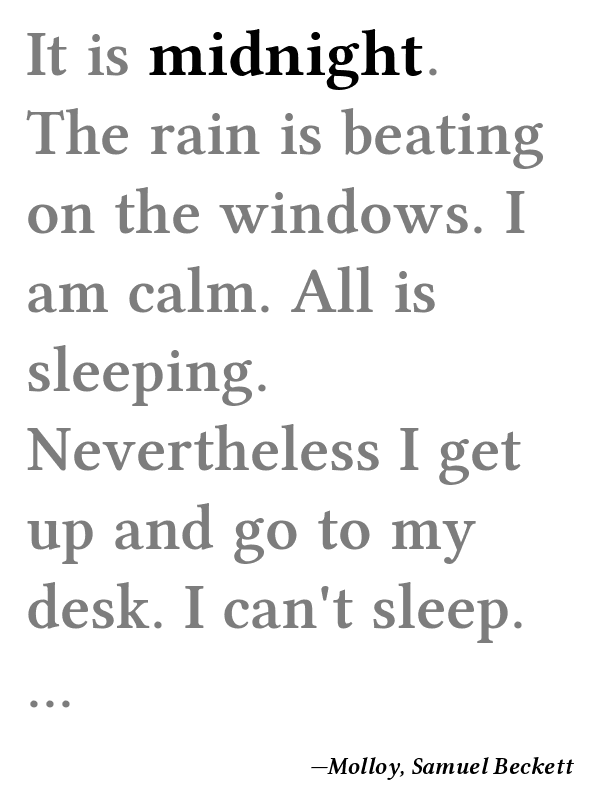 It is midnight.
The rain is beating
on the windows. I
am calm. All is
sleeping.
Nevertheless I get
up and go to my
desk. I can't sleep.
...
—Molloy, Samuel Beckett